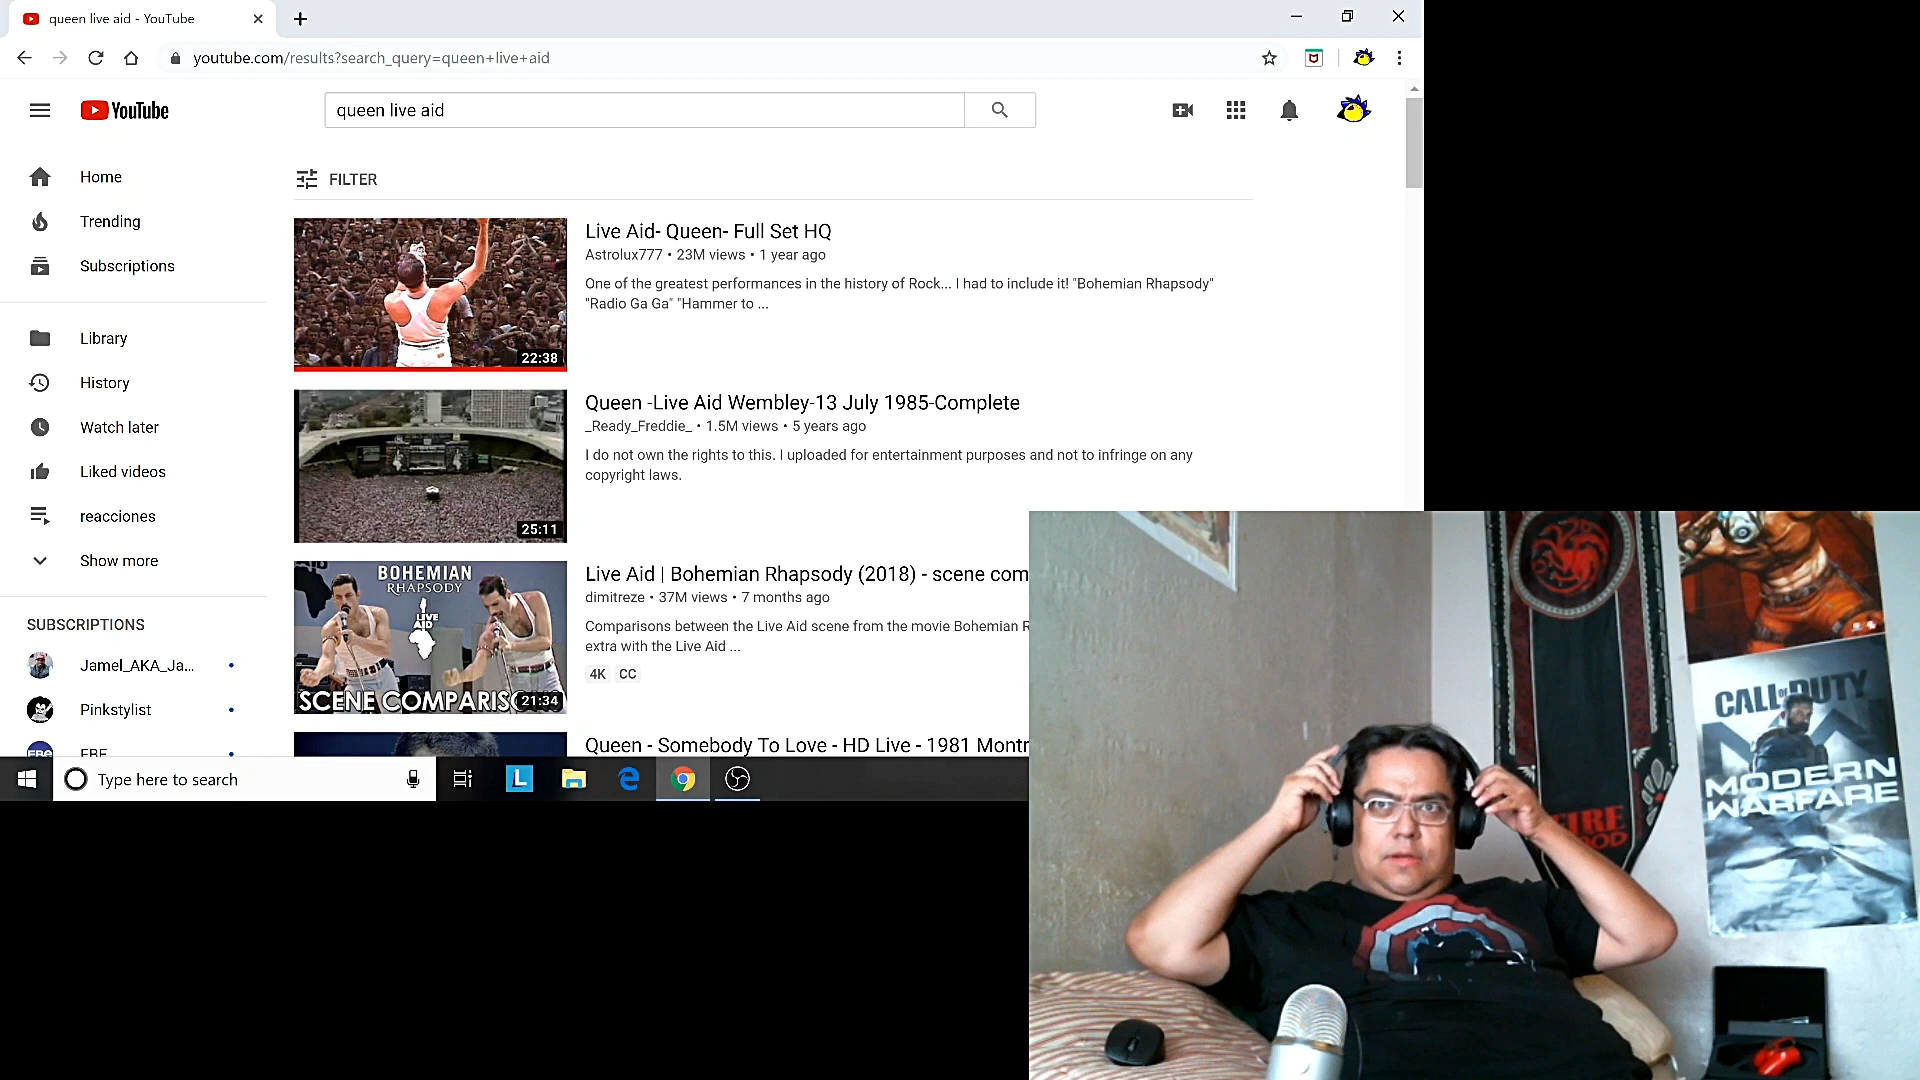 queen live aid - YouTube
youtube.com/results?search_query=queen+live+aid
YouTube
queen live aid
Home
Trending
Subscriptions
Library
History
Watch later
Liked videos
reacciones
Show more
SUBSCRIPTIONS
Jamel_AKA_Ja...
Pinkstylist
FBE
FILTER
22:38
Live Aid- Queen- Full Set HQ
Astrolux777 • 23M views • 1 year ago
One of the greatest performances in the history of Rock... I had to include it! "Bohemian Rhapsody"
"Radio Ga Ga" "Hammer to ...
25:11
Queen -Live Aid Wembley-13 July 1985-Complete
_Ready_Freddie_ • 1.5M views • 5 years ago
I do not own the rights to this. I uploaded for entertainment purposes and not to infringe on any
copyright laws.
BOHEMIAN
RHAPSODY
LIVE
AID
SCENE COMPARISO
21:34
Live Aid | Bohemian Rhapsody (2018) - scene com
dimitreze • 37M views • 7 months ago
Comparisons between the Live Aid scene from the movie Bohemian R
extra with the Live Aid ...
4K CC
Queen - Somebody To Love - HD Live - 1981 Montr
Type here to search
L
CALL OF DUTY
MODERN
WARFARE
FIRE